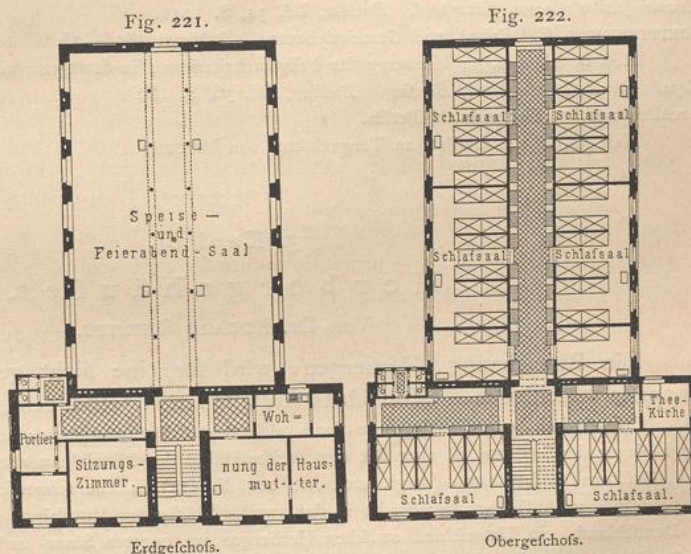 Fig. 221.
Speise-
und
Feierabend-Saal
Portier
Sitzungs-
Zimmer.
Woh=
nung der
mut-
Haus=
ter.
Erdgeſchoſs.
Fig. 222.
Schlafsaal
Schlafsaal
Schlafsaal
Schlafsaal
Thee-
Küche
Schlafsaal
Schlafsaal.
Obergeſchoſs.